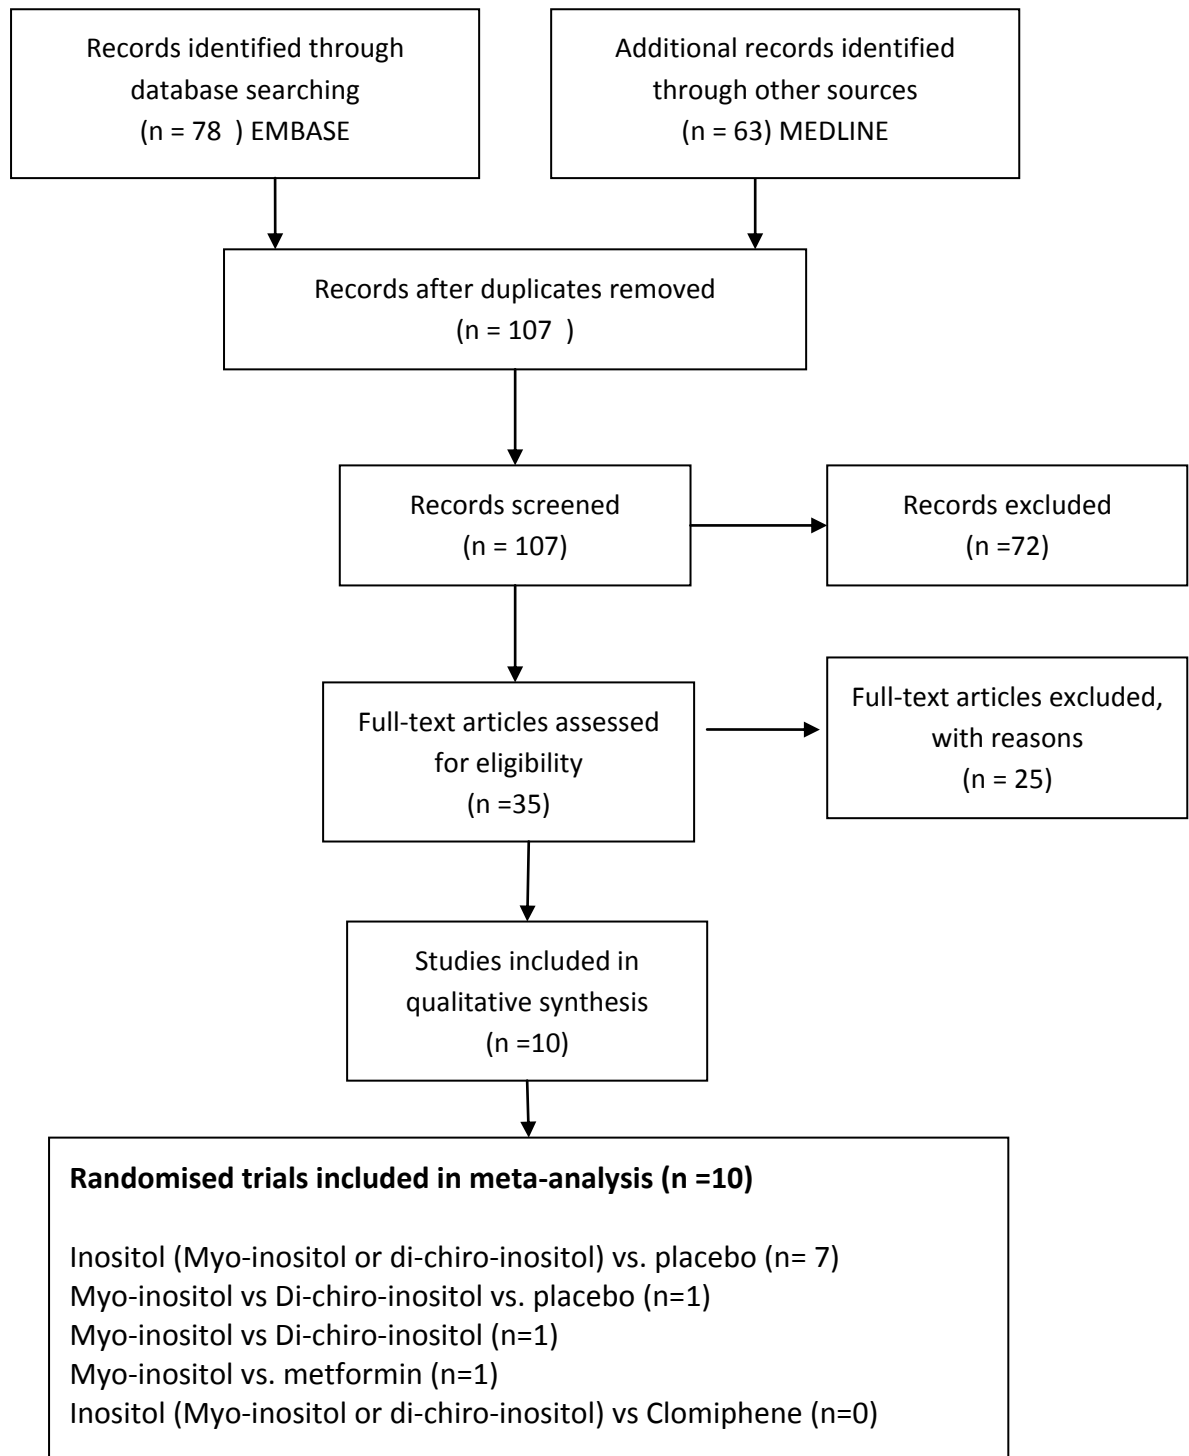 Records identified through
database searching
(n = 78 ) EMBASE
Additional records identified
through other sources
(n = 63) MEDLINE
Records after duplicates removed
(n = 107 )
Records screened
(n = 107)
Records excluded
(n =72)
Full-text articles assessed
for eligibility
(n =35)
Full-text articles excluded,
with reasons
(n = 25)
Studies included in
qualitative synthesis
(n =10)
Randomised trials included in meta-analysis (n =10)
Inositol (Myo-inositol or di-chiro-inositol) vs. placebo (n= 7)
Myo-inositol vs Di-chiro-inositol vs. placebo (n=1)
Myo-inositol vs Di-chiro-inositol (n=1)
Myo-inositol vs. metformin (n=1)
Inositol (Myo-inositol or di-chiro-inositol) vs Clomiphene (n=0)